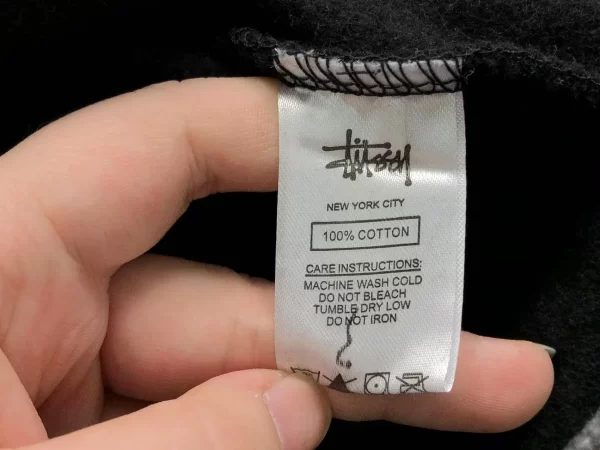 Stüssy
NEW YORK CITY
100% COTTON
CARE INSTRUCTIONS:
MACHINE WASH COLD
DO NOT BLEACH
TUMBLE DRY LOW
DO NOT IRON